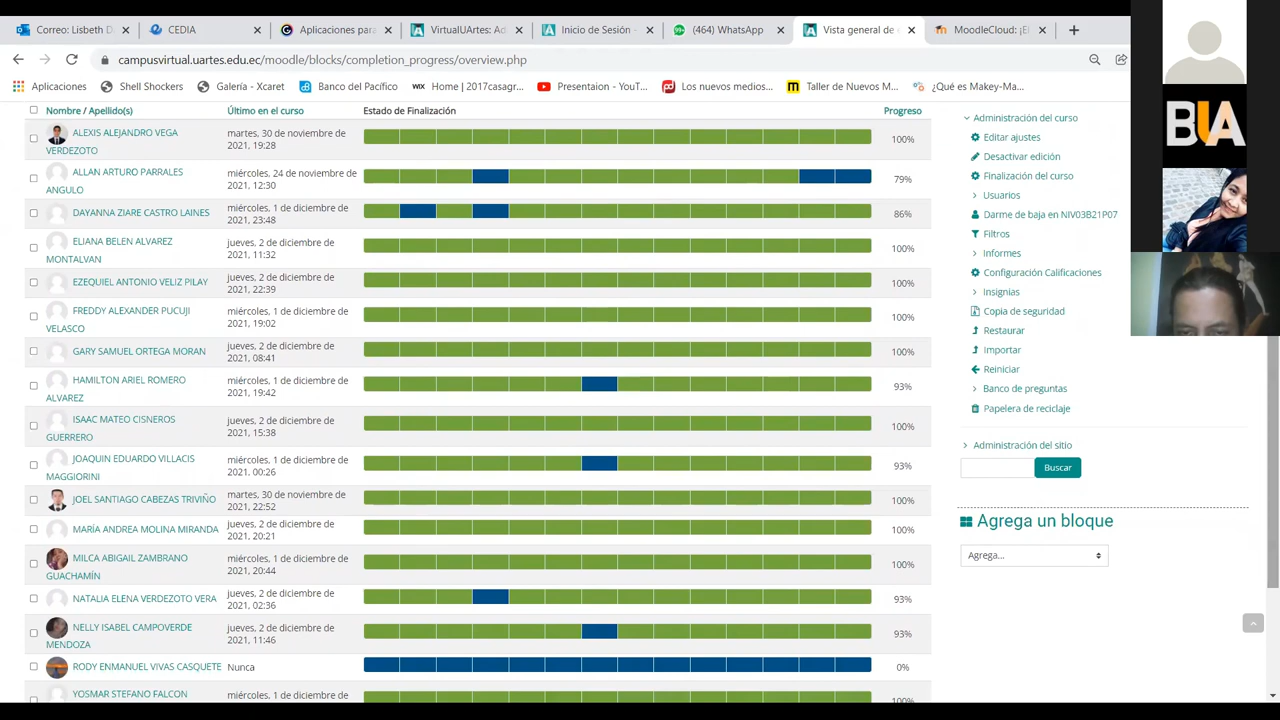 Correo: Lisbeth D
CEDIA
Aplicaciones para
VirtualUArtes: Ad
Inicio de Sesión -
(464) WhatsApp
Vista general de
MoodleCloud: ¡El
campusvirtual.uartes.edu.ec/moodle/blocks/completion_progress/overview.php
Aplicaciones
Shell Shockers
Galería - Xcaret
Banco del Pacífico
WIX
Home | 2017casagr...
Presentaion - YouT...
Los nuevos medios...
Taller de Nuevos M...
¿Qué es Makey-Ma...
Nombre / Apellido(s) Último en el curso Estado de Finalización Progreso
ALEXIS ALEJANDRO VEGA
VERDEZOTO
martes, 30 de noviembre de
2021, 19:28
100%
ALLAN ARTURO PARRALES
ANGULO
miércoles, 24 de noviembre de
2021, 12:30
79%
DAYANNA ZIARE CASTRO LAINES
miércoles, 1 de diciembre de
2021, 23:48
86%
ELIANA BELEN ALVAREZ
MONTALVAN
jueves, 2 de diciembre de
2021, 11:32
100%
EZEQUIEL ANTONIO VELIZ PILAY
jueves, 2 de diciembre de
2021, 22:39
100%
FREDDY ALEXANDER PUCUJI
VELASCO
miércoles, 1 de diciembre de
2021, 19:02
100%
GARY SAMUEL ORTEGA MORAN
jueves, 2 de diciembre de
2021, 08:41
100%
HAMILTON ARIEL ROMERO
ALVAREZ
miércoles, 1 de diciembre de
2021, 19:42
93%
ISAAC MATEO CISNEROS
GUERRERO
jueves, 2 de diciembre de
2021, 15:38
100%
JOAQUIN EDUARDO VILLACIS
MAGGIORINI
miércoles, 1 de diciembre de
2021, 00:26
93%
JOEL SANTIAGO CABEZAS TRIVIÑO
martes, 30 de noviembre de
2021, 22:52
100%
MARÍA ANDREA MOLINA MIRANDA
jueves, 2 de diciembre de
2021, 20:21
100%
MILCA ABIGAIL ZAMBRANO
GUACHAMÍN
miércoles, 1 de diciembre de
2021, 20:44
100%
NATALIA ELENA VERDEZOTO VERA
jueves, 2 de diciembre de
2021, 02:36
93%
NELLY ISABEL CAMPOVERDE
MENDOZA
jueves, 2 de diciembre de
2021, 11:46
93%
RODY ENMANUEL VIVAS CASQUETE
Nunca
0%
YOSMAR STEFANO FALCON
miércoles, 1 de diciembre de
100%
Administración del curso
Editar ajustes
Desactivar edición
Finalización del curso
Usuarios
Darme de baja en NIV03B21P07
Filtros
Informes
Configuración Calificaciones
Insignias
Copia de seguridad
Restaurar
Importar
Reiniciar
Banco de preguntas
Papelera de reciclaje
Administración del sitio
Buscar
Agrega un bloque
Agrega...
BUA